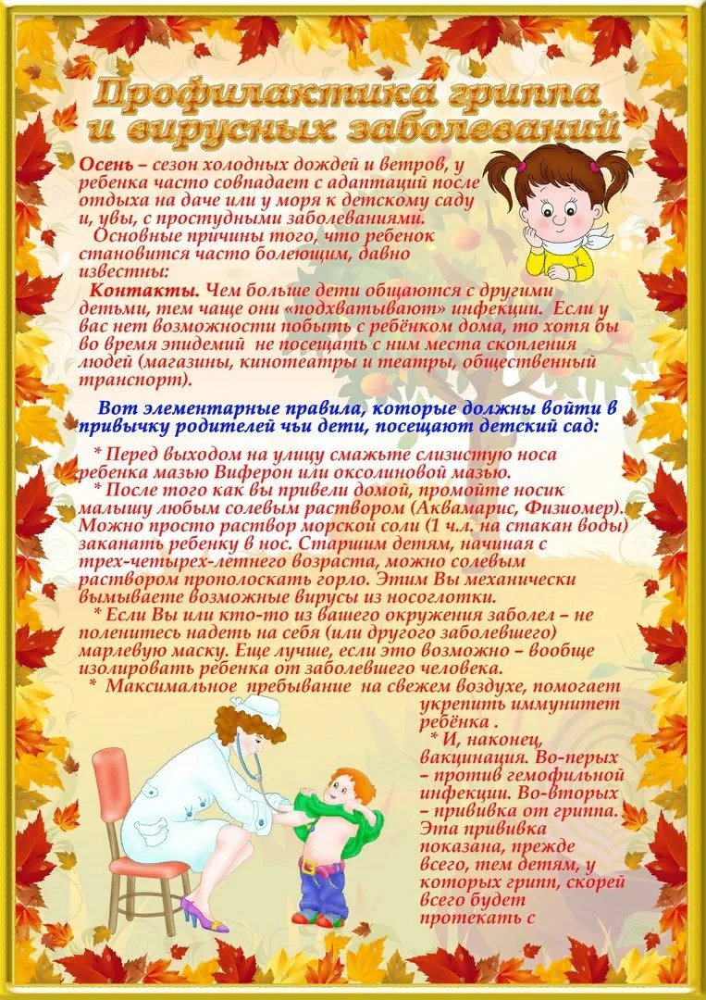 Профилактика гриппа
и вирусных заболеваний
Осень – сезон холодных дождей и ветров, у
ребенка часто совпадает с адаптаций после
отдыха на даче или у моря к детскому саду
и, увы, с простудными заболеваниями.
Основные причины того, что ребенок
становится часто болеющим, давно
известны:
Контакты. Чем больше дети общаются с другими
детьми, тем чаще они «подхватывают» инфекции. Если у
вас нет возможности побыть с ребёнком дома, то хотя бы
во время эпидемий не посещать с ним места скопления
людей (магазины, кинотеатры и театры, общественный
транспорт).
Вот элементарные правила, которые должны войти в
привычку родителей чьи дети, посещают детский сад:
* Перед выходом на улицу смажьте слизистую носа
ребенка мазью Виферон или оксолиновой мазью.
* После того как вы привели домой, промойте носик
малышу любым солевым раствором (Аквамарис, Физиомер).
Можно просто раствор морской соли (1 ч.л. на стакан воды)
закапать ребенку в нос. Старшим детям, начиная с
трех-четырех-летнего возраста, можно солевым
раствором прополоскать горло. Этим Вы механически
вымываете возможные вирусы из носоглотки.
* Если Вы или кто-то из вашего окружения заболел – не
поленитесь надеть на себя (или другого заболевшего)
марлевую маску. Еще лучше, если это возможно – вообще
изолировать ребенка от заболевшего человека.
* Максимальное пребывание на свежем воздухе, помогает
укрепить иммунитет
ребёнка .
* И, наконец,
вакцинация. Во-перых
– против гемофильной
инфекции. Во-вторых
– прививка от гриппа.
Эта прививка
показана, прежде
всего, тем детям, у
которых грипп, скорей
всего будет
протекать с